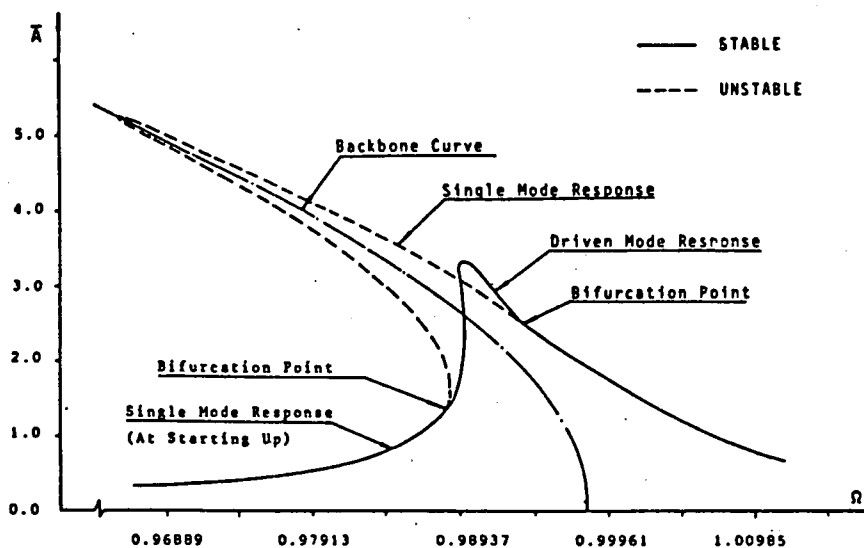 A
STABLE
UNSTABLE
5.0
Backbone Curve
Single Mode Response
4.0
Driven Mode Response
3.0
Bifurcation Point
2.0
Bifurcation Point
Single Mode Response
1.0
(At Starting Up)
0.0
Ω
0.96889 0.97913 0.98937 0.99961 1.00985